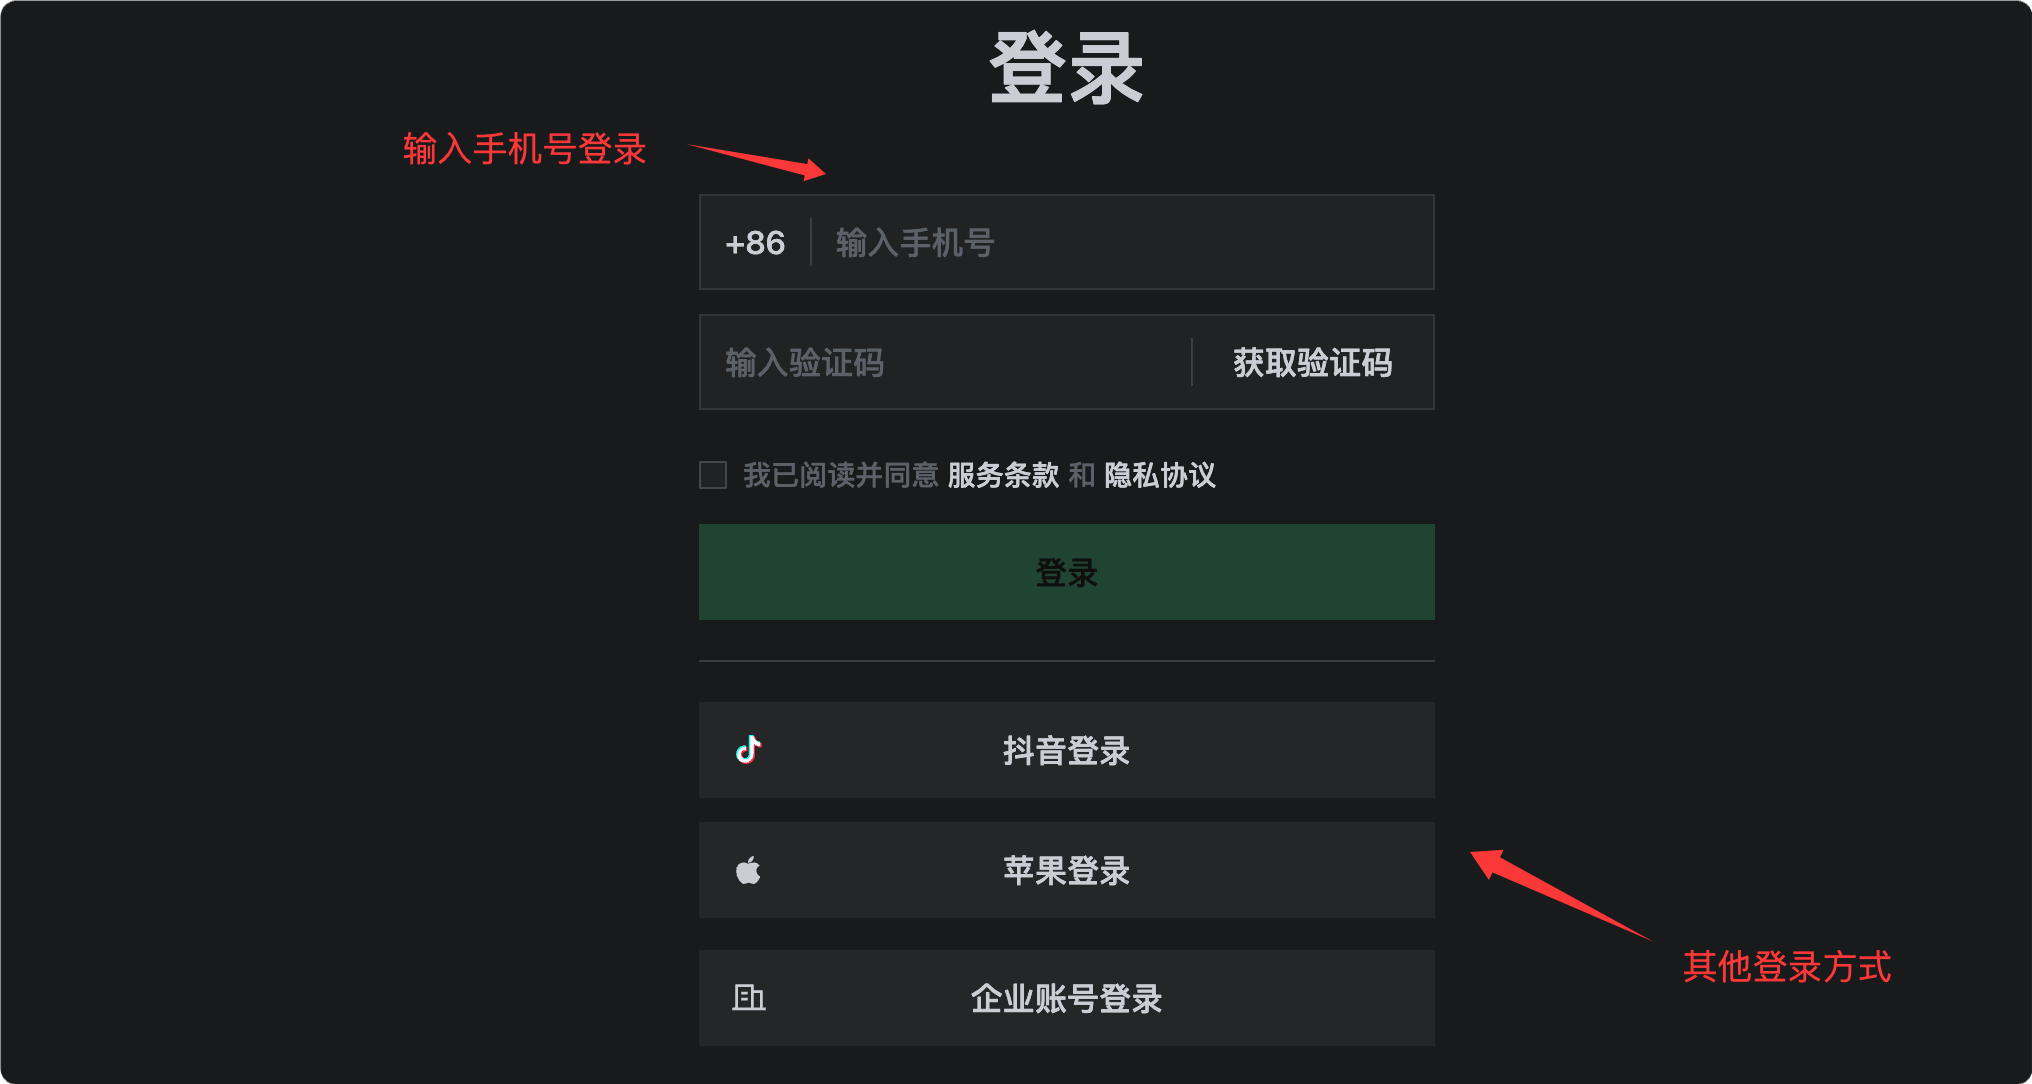 登录
输入手机号登录
+86 输入手机号
输入验证码 获取验证码
我已阅读并同意 服务条款 和 隐私协议
登录
抖音登录
苹果登录
其他登录方式
企业账号登录